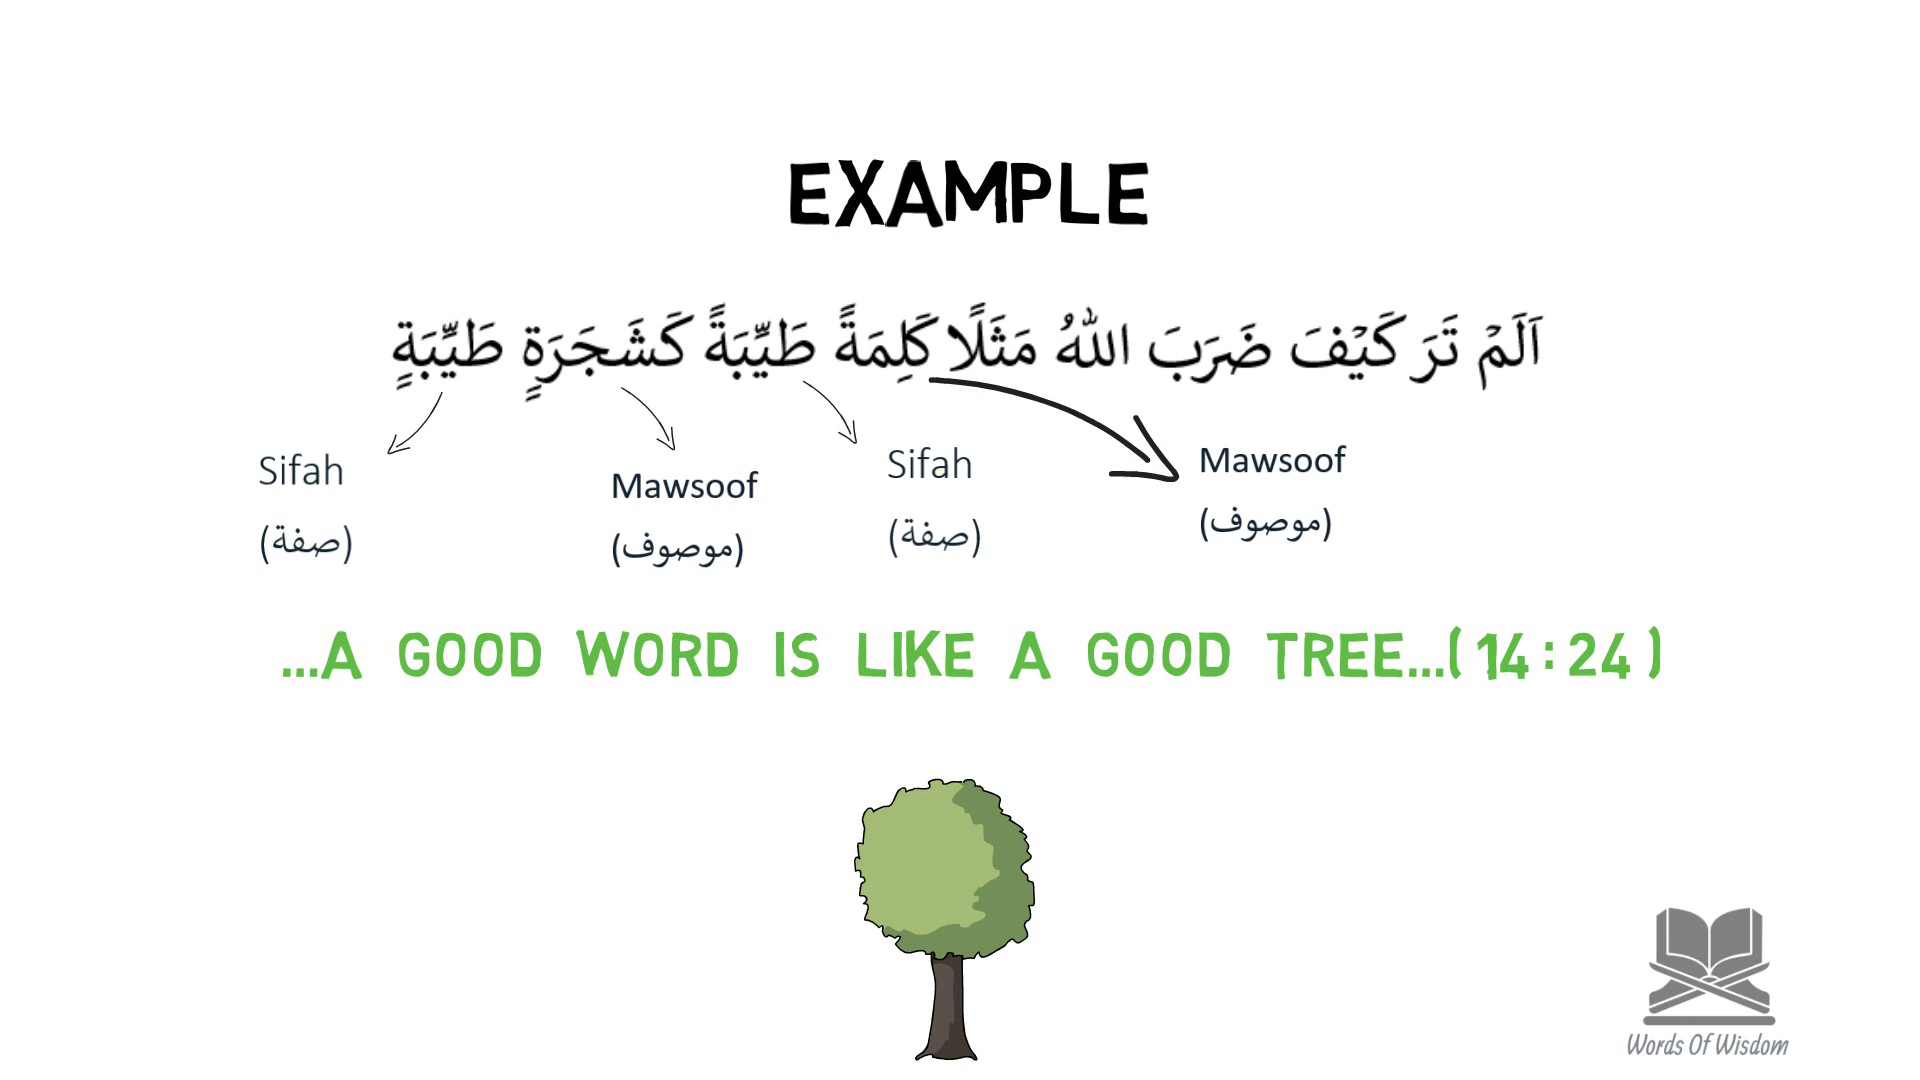 EXAMPLE
اَلَمْ تَرَ كَيْفَ ضَرَبَ اللّٰهُ مَثَلًا كَلِمَةً طَيِّبَةً كَشَجَرَةٍ طَيِّبَةٍ
Mawsoof
(موصوف)
Sifah
(صفة)
Mawsoof
(موصوف)
Sifah
(صفة)
...A GOOD WORD IS LIKE A GOOD TREE...(14:24)
Words Of Wisdom